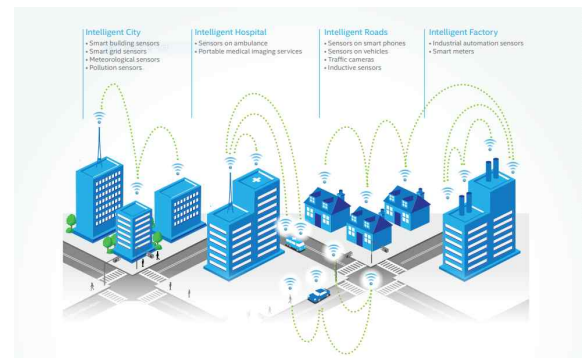 Intelligent City
• Smart building sensors
• Smart grid sensors
• Meteorological sensors
• Pollution sensors
Intelligent Hospital
• Sensors on ambulance
• Portable medical imaging services
Intelligent Roads
• Sensors on smart phones
• Sensors on vehicles
• Traffic cameras
• Inductive sensors
Intelligent Factory
• Industrial automation sensors
• Smart meters